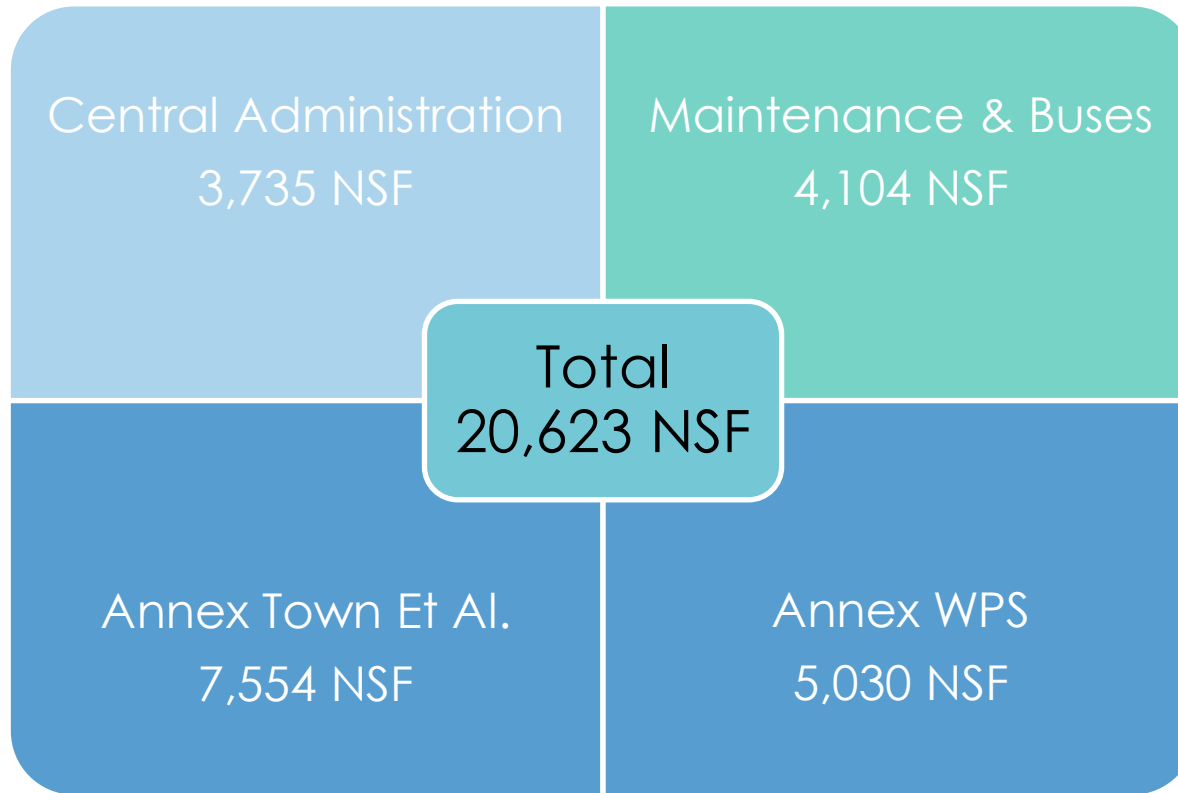 Central Administration
3,735 NSF
Maintenance & Buses
4,104 NSF
Total
20,623 NSF
Annex Town Et Al.
7,554 NSF
Annex WPS
5,030 NSF